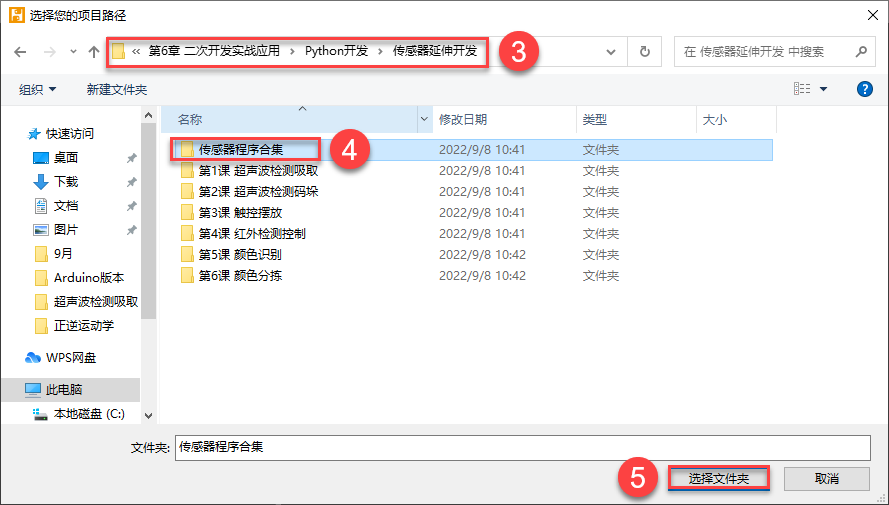 选择您的项目路径
« 第6章 二次开发实战应用 > Python开发 > 传感器延伸开发
3
在 传感器延伸开发 中搜索
组织
新建文件夹
?
名称
修改日期
类型
大小
快速访问
桌面
下载
文档
图片
9月
Arduino版本
超声波检测吸取
正逆运动学
WPS网盘
此电脑
本地磁盘 (C:)
传感器程序合集 2022/9/8 10:41 文件夹
4
第1课 超声波检测吸取 2022/9/8 10:41 文件夹
第2课 超声波检测码垛 2022/9/8 10:41 文件夹
第3课 触控摆放 2022/9/8 10:41 文件夹
第4课 红外检测控制 2022/9/8 10:41 文件夹
第5课 颜色识别 2022/9/8 10:42 文件夹
第6课 颜色分拣 2022/9/8 10:42 文件夹
文件夹: 传感器程序合集
5
选择文件夹
取消